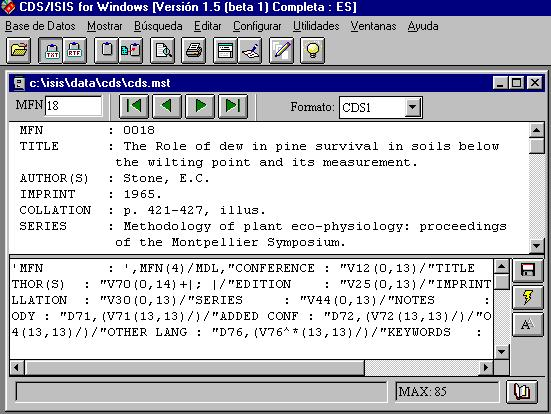 CDS/ISIS for Windows [Versión 1.5 (beta 1) Completa : ES]
Base de Datos Mostrar Búsqueda Editar Configurar Utilidades Ventanas Ayuda
TXT RTF
c:\isis\data\cds\cds.mst
MFN 18 Formato: CDS1
MFN : 0018
TITLE : The Role of dew in pine survival in soils below
the wilting point and its measurement.
AUTHOR(S) : Stone, E.C.
IMPRINT : 1965.
COLLATION : p. 421-427, illus.
SERIES : Methodology of plant eco-physiology: proceedings
of the Montpellier Symposium.
'MFN : ',MFN(4)/MDL,"CONFERENCE : "V12(0,13)/"TITLE
THOR(S) : "V70(0,14)+|; |/"EDITION : "V25(0,13)/"IMPRINT
LLATION : "V30(0,13)/"SERIES : "V44(0,13)/"NOTES :
ODY : "D71,(V71(13,13)/)/"ADDED CONF : "D72,(V72(13,13)/)/"O
4(13,13)/)/"OTHER LANG : "D76,(V76^*(13,13)/)/"KEYWORDS :
MAX: 85